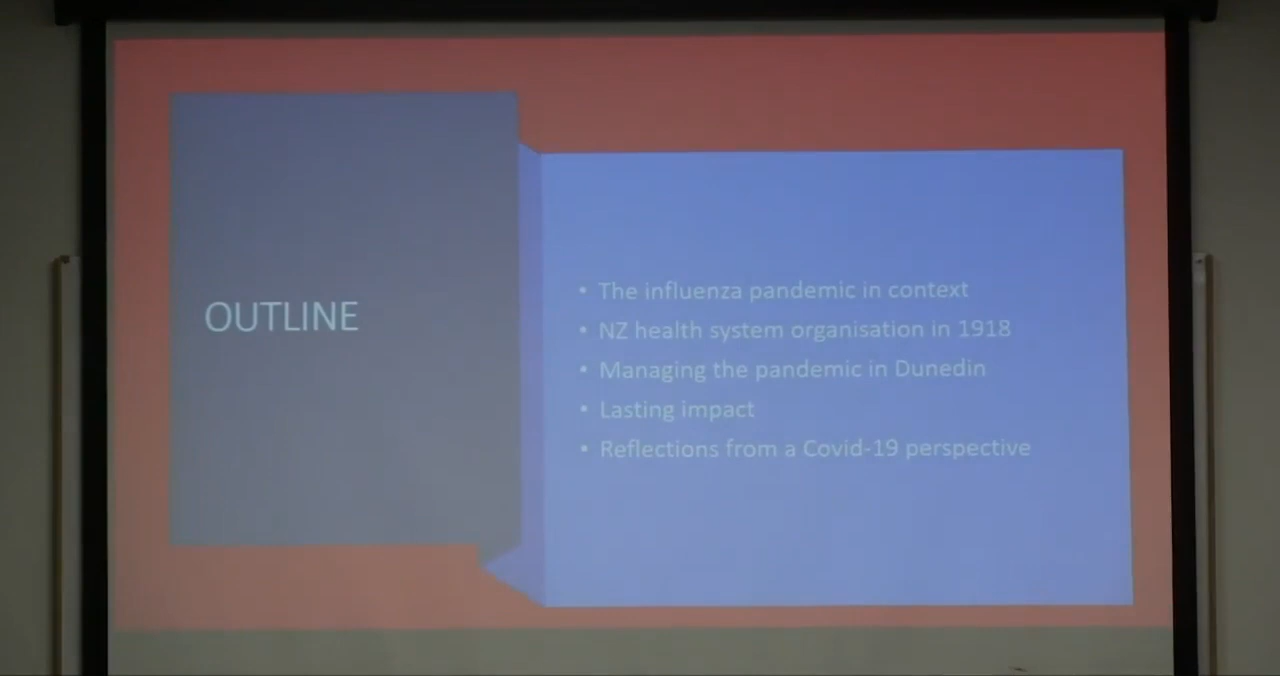 OUTLINE
• The influenza pandemic in context
• NZ health system organisation in 1918
• Managing the pandemic in Dunedin
• Lasting impact
• Reflections from a Covid-19 perspective